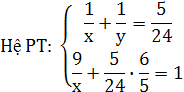 Hệ PT: { 1/x + 1/y = 5/24
9/x + 5/24 · 6/5 = 1